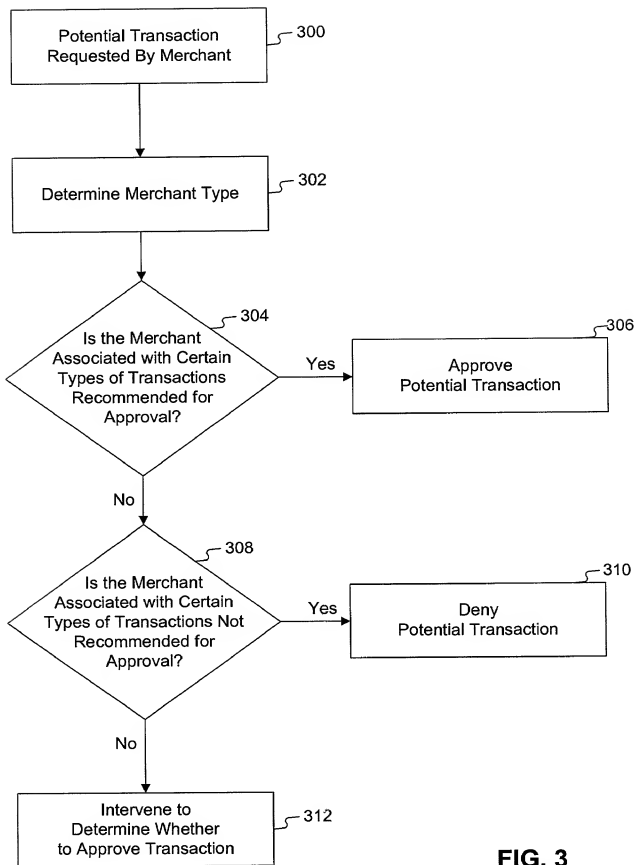 Potential Transaction
Requested By Merchant
300
Determine Merchant Type
302
304
Is the Merchant
Associated with Certain
Types of Transactions
Recommended for
Approval?
Yes
306
Approve
Potential Transaction
No
308
Is the Merchant
Associated with Certain
Types of Transactions Not
Recommended for
Approval?
Yes
310
Deny
Potential Transaction
No
Intervene to
Determine Whether
to Approve Transaction
312
FIG. 3